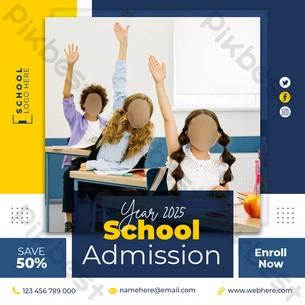 SCHOOL
LOGO HERE
Year 2025
School
Admission
SAVE
50%
Enroll
Now
123 456 789 000
namehere@email.com
www.webhere.com
pikbest